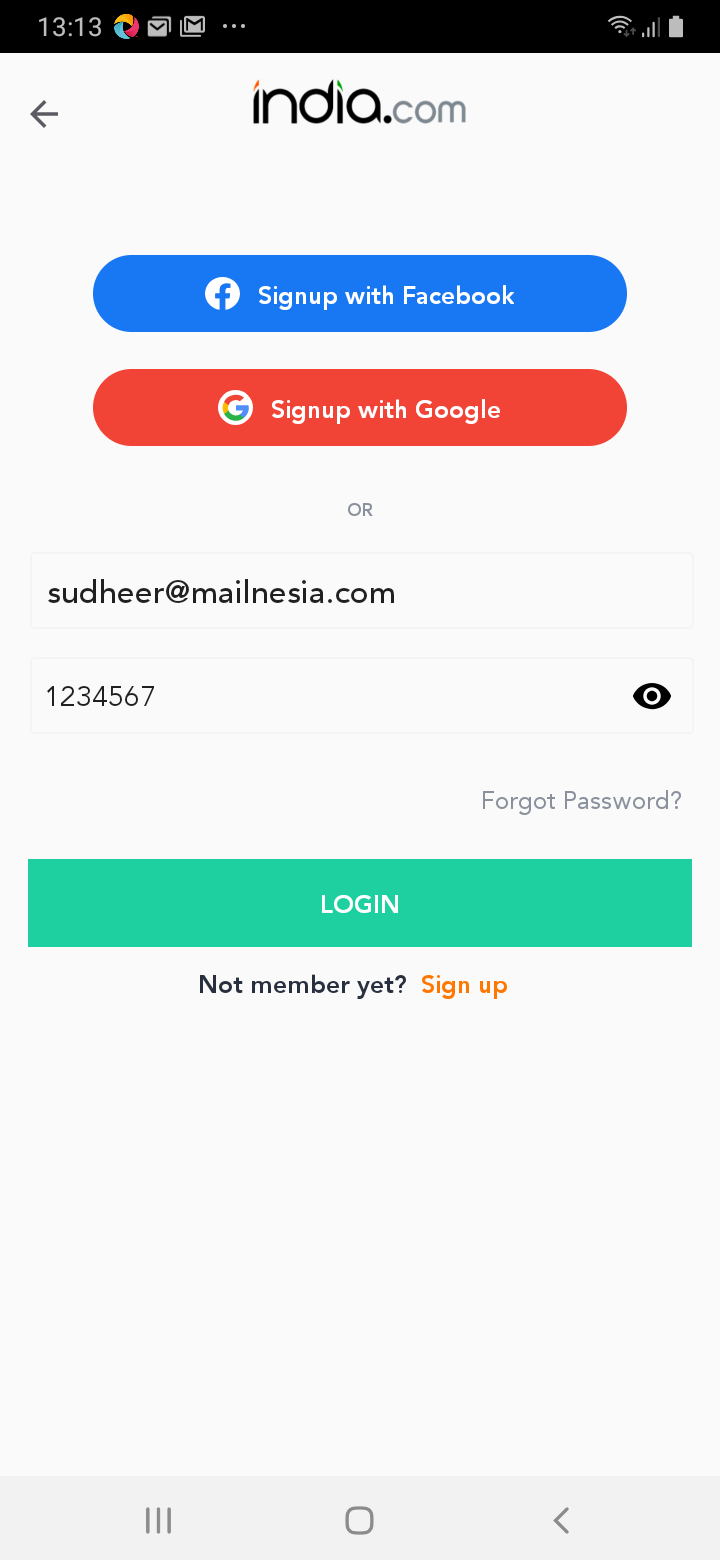 13:13
india.com
Signup with Facebook
Signup with Google
OR
sudheer@mailnesia.com
1234567
Forgot Password?
LOGIN
Not member yet? Sign up